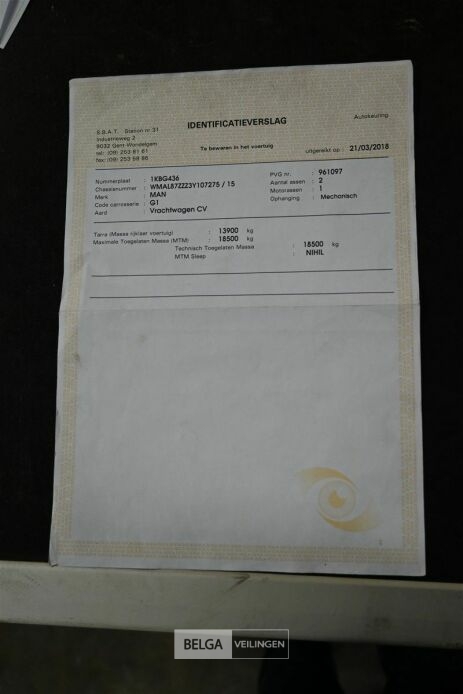 IDENTIFICATIEVERSLAG
Autokeuring
S.B.A.T. Station nr 31
Industrieweg 2
9032 Gent-Wondelgem
tel: (09) 253 81 61
fax: (09) 253 58 86
Te bewaren in het voertuig
uitgereikt op : 21/03/2018
Nummerplaat : 1KBG436
Chassisnummer : WMAL87ZZZ3Y107275 / 15
Merk : MAN
Code carrosserie : G1
Aard : Vrachtwagen CV
PVG nr. : 961097
Aantal assen : 2
Motorassen : 1
Ophanging : Mechanisch
Tarra (Massa rijklaar voertuig) : 13900 kg
Maximale Toegelaten Massa (MTM) : 18500 kg
Technisch Toegelaten Massa : 18500 kg
MTM Sleep : NIHIL
BELGA VEILINGEN